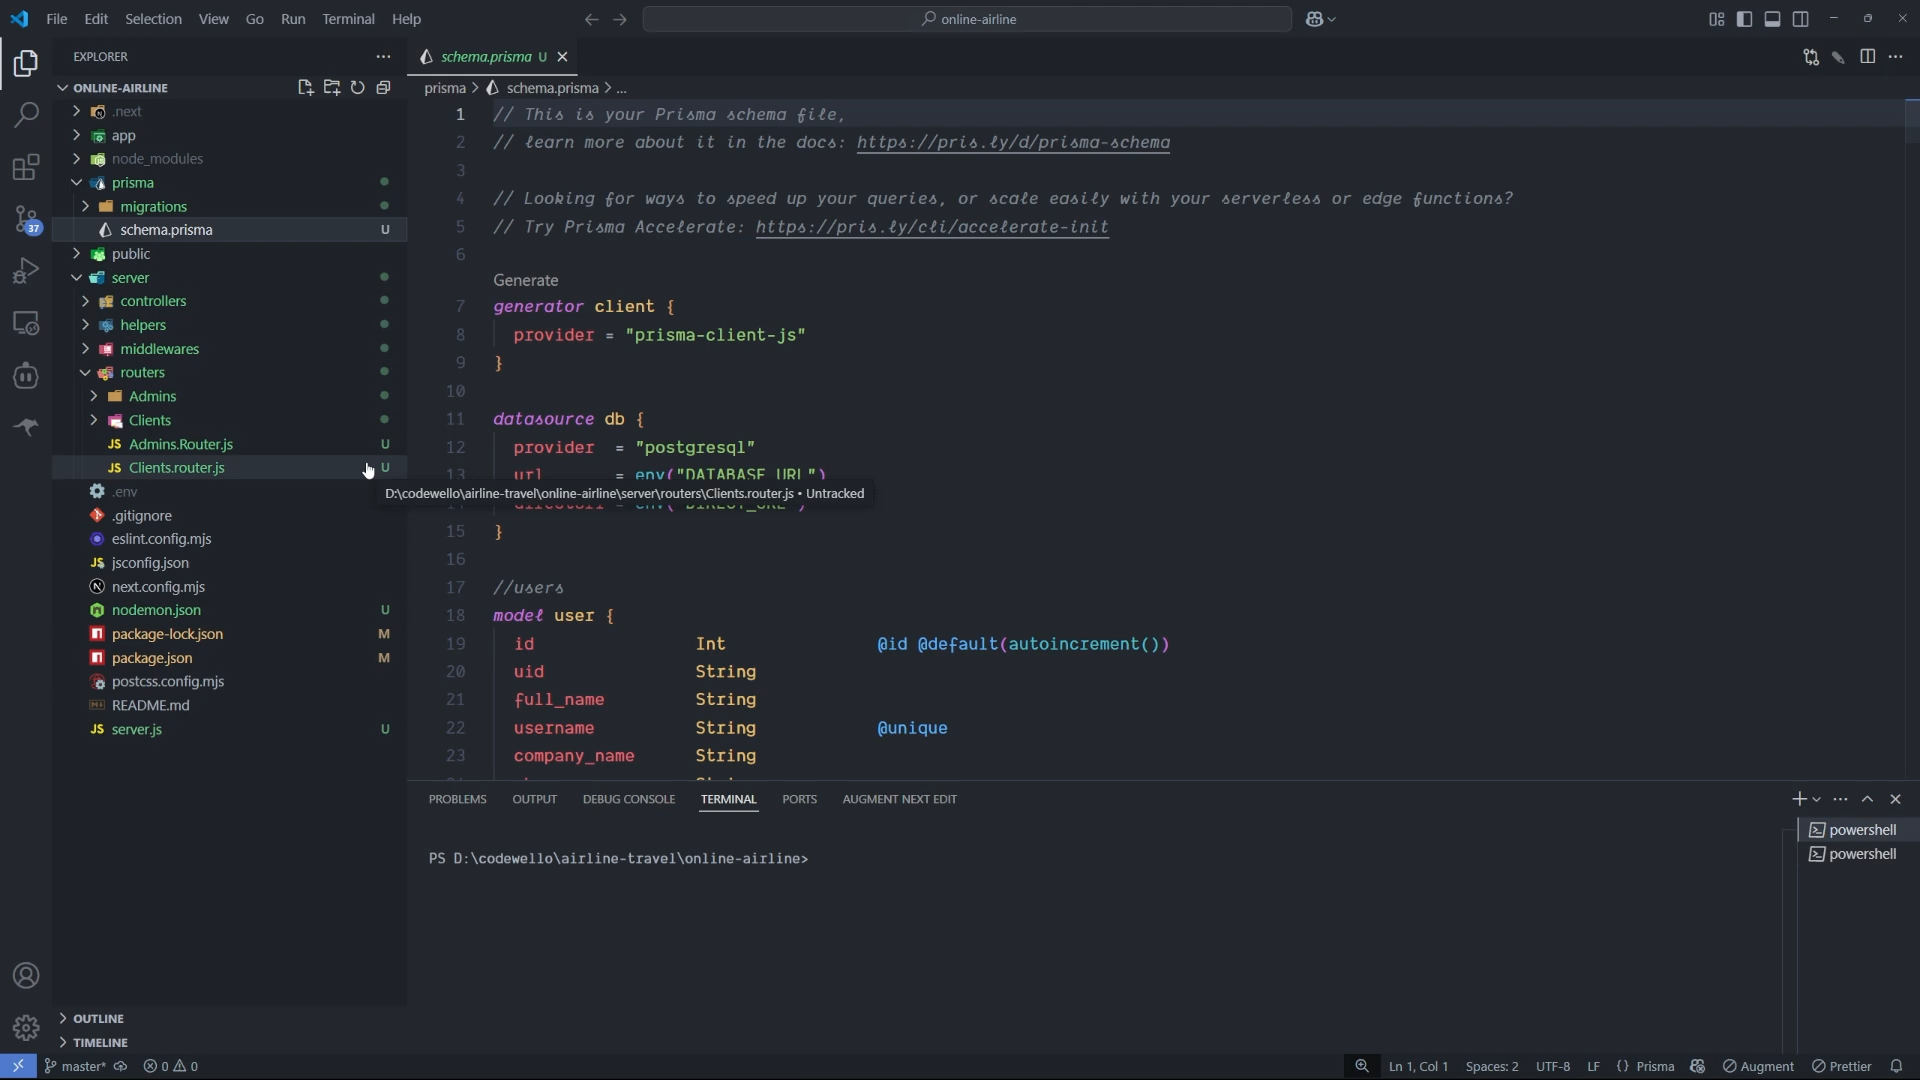 File Edit Selection View Go Run Terminal Help
online-airline
EXPLORER
ONLINE-AIRLINE
.next
app
node_modules
prisma
migrations
schema.prisma U
public
server
controllers
helpers
middlewares
routers
Admins
Clients
JS Admins.Router.js U
JS Clients.router.js U
.env
.gitignore
eslint.config.mjs
JS jsconfig.json
next.config.mjs
nodemon.json U
package-lock.json M
package.json M
postcss.config.mjs
README.md
JS server.js U
OUTLINE
TIMELINE
37
schema.prisma U
prisma > schema.prisma > ...
1 // This is your Prisma schema file,
2 // learn more about it in the docs: https://pris.ly/d/prisma-schema
3
4 // Looking for ways to speed up your queries, or scale easily with your serverless or edge functions?
5 // Try Prisma Accelerate: https://pris.ly/cli/accelerate-init
6
Generate
7 generator client {
8 provider = "prisma-client-js"
9 }
10
11 datasource db {
12 provider = "postgresql"
13 url = env("DATABASE_URL")
D:\codewello\airline-travel\online-airline\server\routers\Clients.router.js • Untracked
15 }
16
17 //users
18 model user {
19 id Int @id @default(autoincrement())
20 uid String
21 full_name String
22 username String @unique
23 company_name String
PROBLEMS OUTPUT DEBUG CONSOLE TERMINAL PORTS AUGMENT NEXT EDIT
PS D:\codewello\airline-travel\online-airline>
powershell
powershell
master* 0 0
Ln 1, Col 1 Spaces: 2 UTF-8 LF {} Prisma Augment Prettier